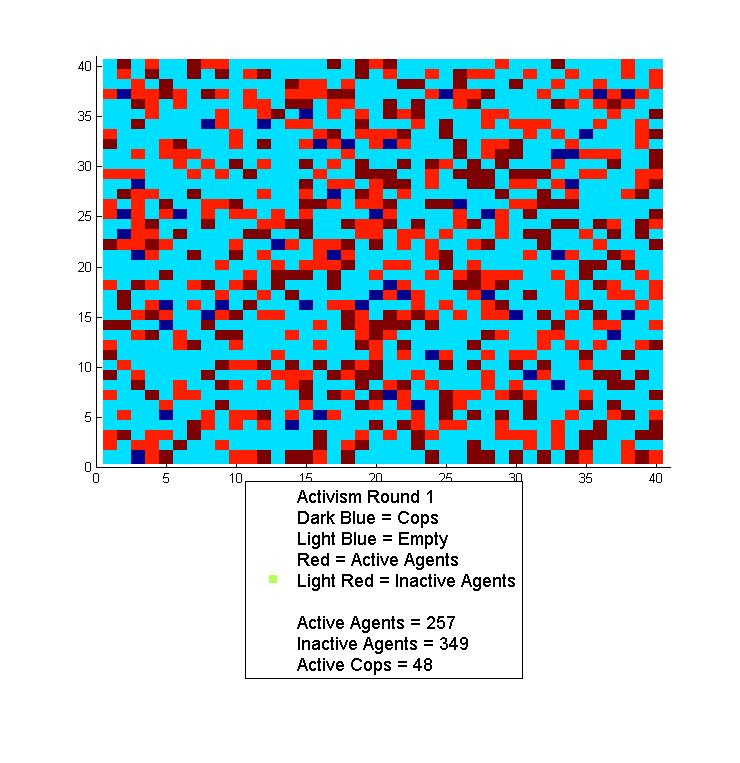 40
35
30
25
20
15
10
5
0
0 5 10 15 20 25 30 35 40
Activism Round 1
Dark Blue = Cops
Light Blue = Empty
Red = Active Agents
Light Red = Inactive Agents
Active Agents = 257
Inactive Agents = 349
Active Cops = 48